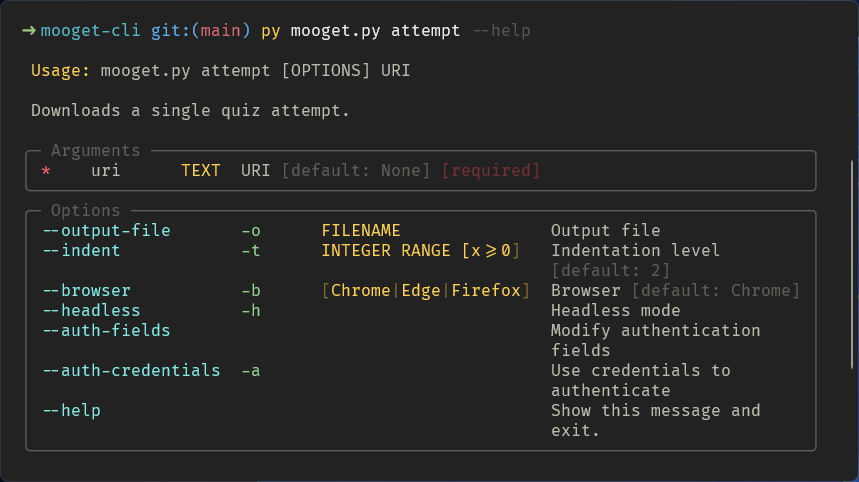 ➜ mooget-cli git:(main) py mooget.py attempt --help
Usage: mooget.py attempt [OPTIONS] URI
Downloads a single quiz attempt.
Arguments
* uri TEXT URI [default: None] [required]
Options
--output-file -o FILENAME Output file
--indent -t INTEGER RANGE [x>=0] Indentation level
[default: 2]
--browser -b [Chrome|Edge|Firefox] Browser [default: Chrome]
--headless -h Headless mode
--auth-fields Modify authentication
fields
--auth-credentials -a Use credentials to
authenticate
--help Show this message and
exit.